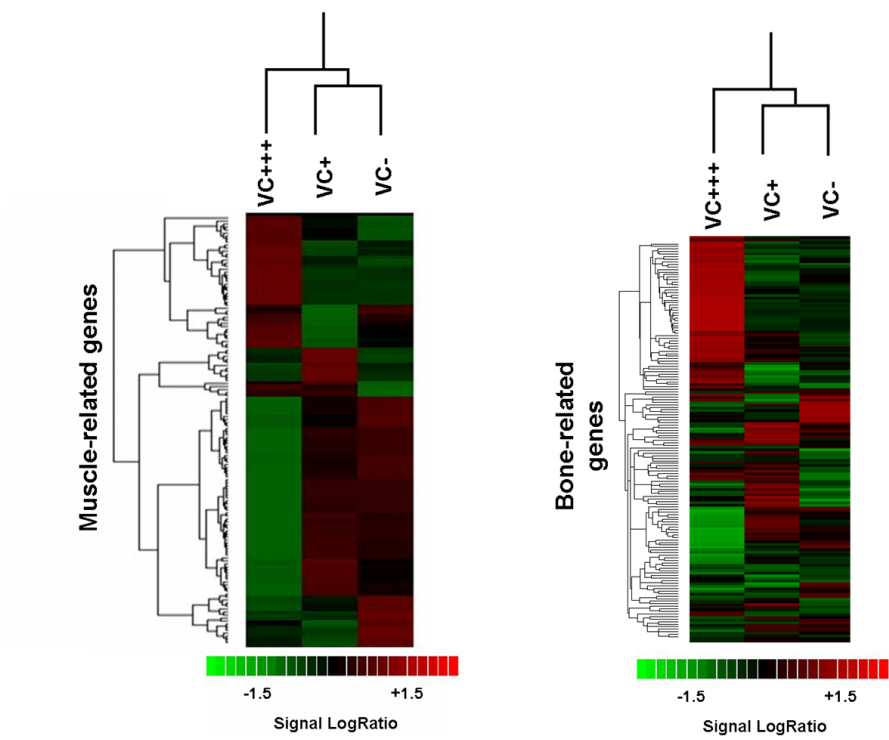 VC+++
VC+
VC-
Muscle-related genes
-1.5
+1.5
Signal LogRatio
VC+++
VC+
VC-
Bone-related
genes
-1.5
+1.5
Signal LogRatio